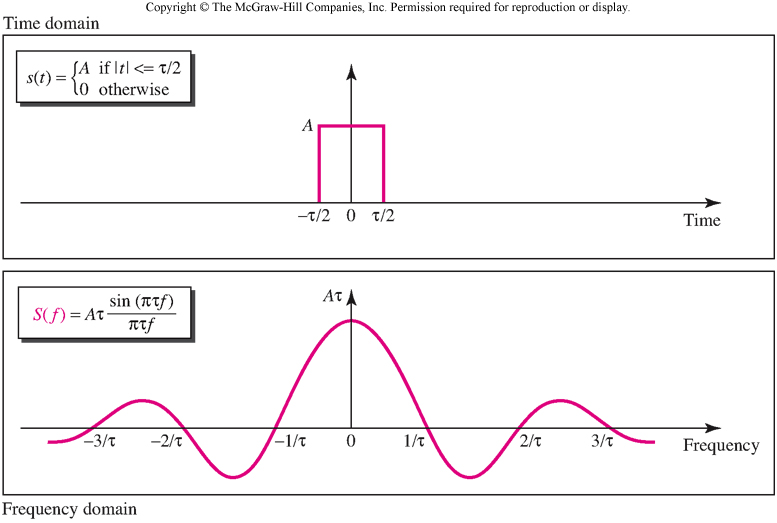 Copyright © The McGraw-Hill Companies, Inc. Permission required for reproduction or display.
Time domain
s(t) = { A if |t| <= τ/2
0 otherwise
A
−τ/2 0 τ/2
Time
S(f) = Aτ sin (πτf) / πτf
Aτ
−3/τ −2/τ −1/τ 0 1/τ 2/τ 3/τ
Frequency
Frequency domain